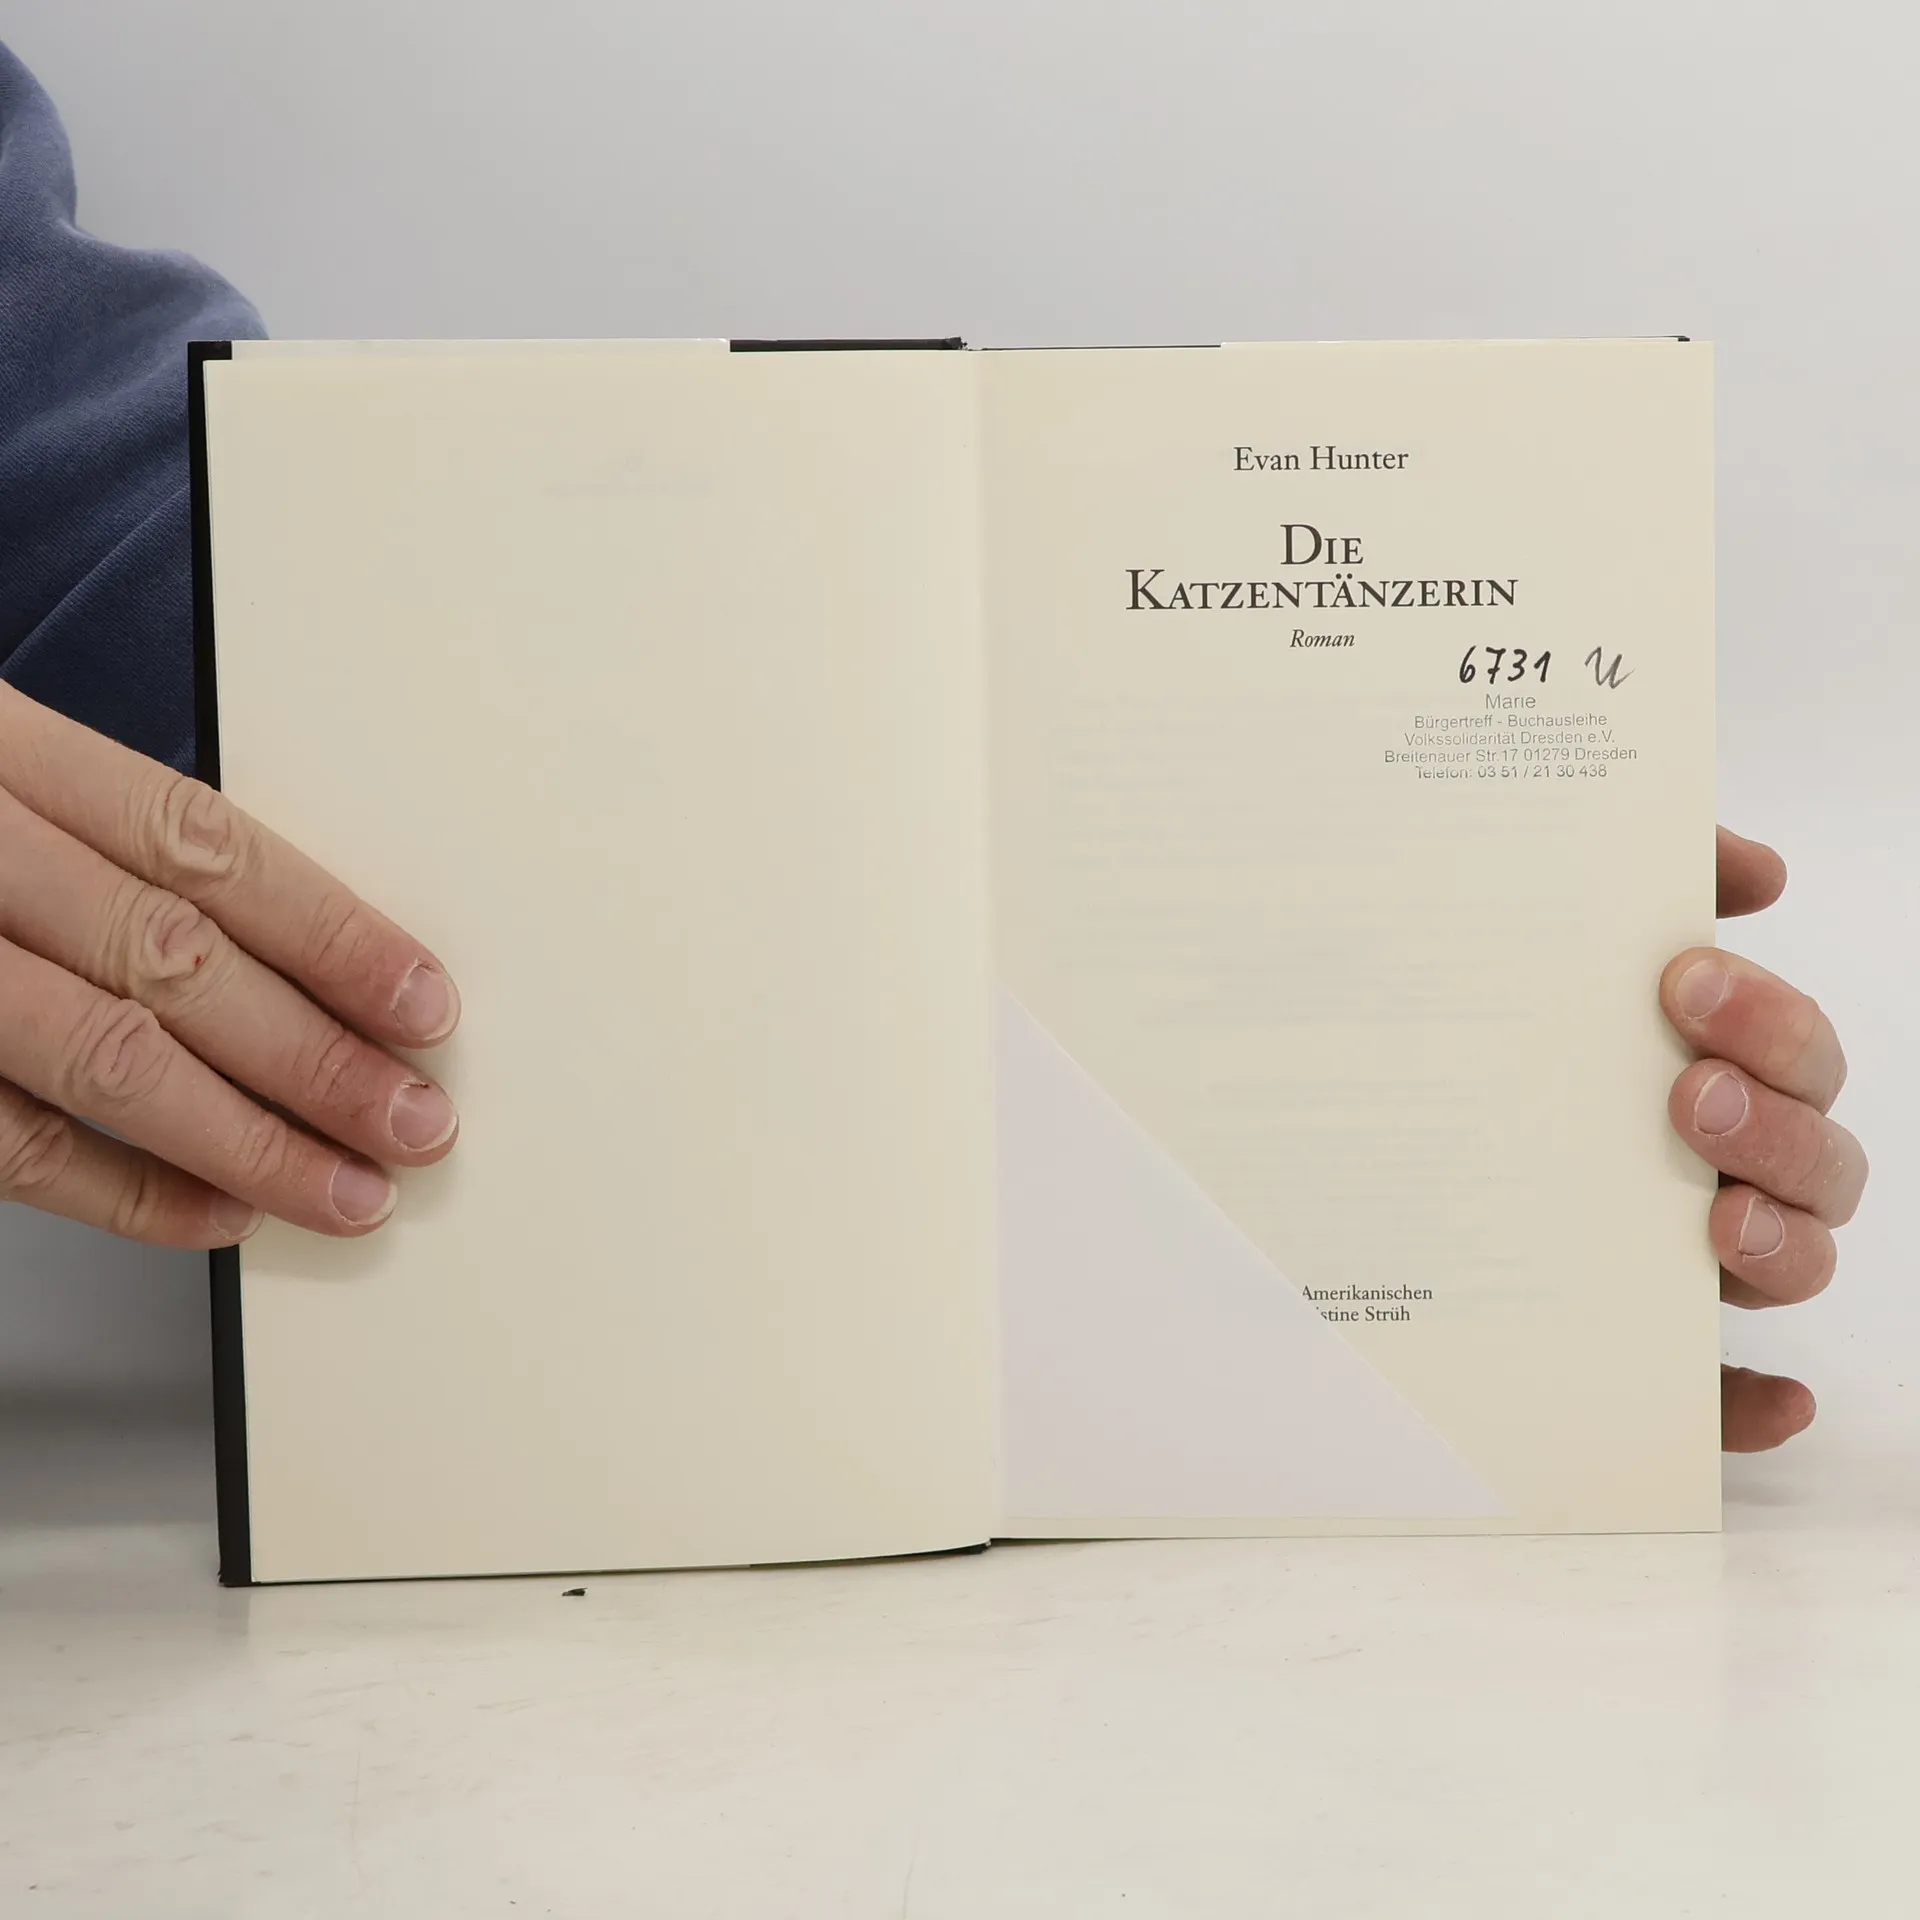 Evan Hunter
DIE
KATZENTÄNZERIN
Roman
6731 U
Marie
Bürgertreff - Buchausleihe
Volkssolidarität Dresden e.V.
Breitenauer Str.17 01279 Dresden
Telefon: 03 51 / 21 30 438
Amerikanischen
stine Strüh